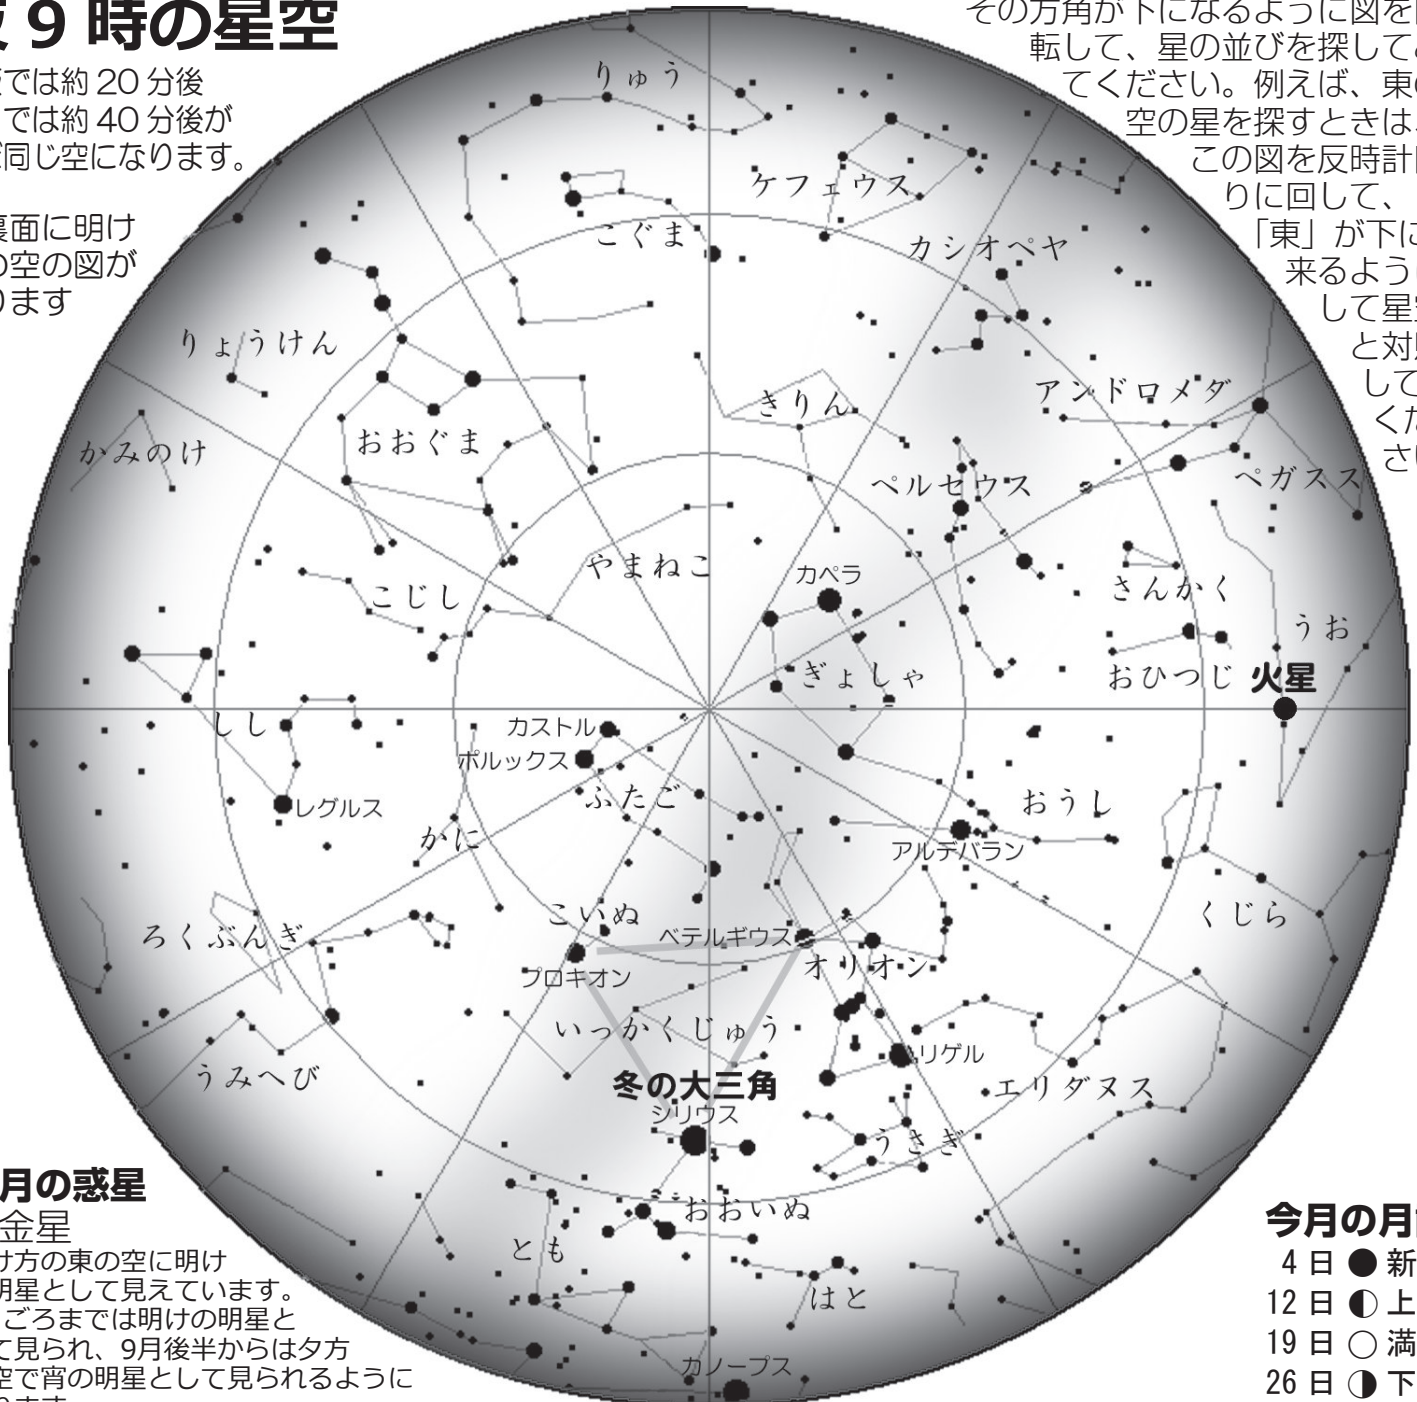 9 時の星空
では約 20 分後
では約 40 分後が
同じ空になります。
裏面に明け
の空の図が
ります
その方角が下になるように図を
転して、星の並びを探して
てください。例えば、東の
空の星を探すときは、
この図を反時計
りに回して、
「東」が下に
来るように
して星空
と対
して
くだ
さい
りゅう
ケフェウス
こぐま
カシオペヤ
りょうけん
きりん
アンドロメダ
おおぐま
かみのけ
ペルセウス
ペガスス
やまねこ
カペラ
こじし
さんかく
うお
ぎょしゃ
おひつじ
火星
しし
カストル
ポルックス
ふたご
レグルス
おうし
かに
アルデバラン
くじら
こいぬ
ろくぶんぎ
ベテルギウス
オリオン
プロキオン
いっかくじゅう
リゲル
うみへび
冬の大三角
エリダヌス
シリウス
うさぎ
おおいぬ
とも
はと
カノープス
月の惑星
金星
け方の東の空に明け
明星として見えています。
ごろまでは明けの明星と
て見られ、9月後半からは夕方
空で宵の明星として見られるように
ります
今月の月
4 日 ● 新
12 日 ◐ 上
19 日 ○ 満
26 日 ◑ 下